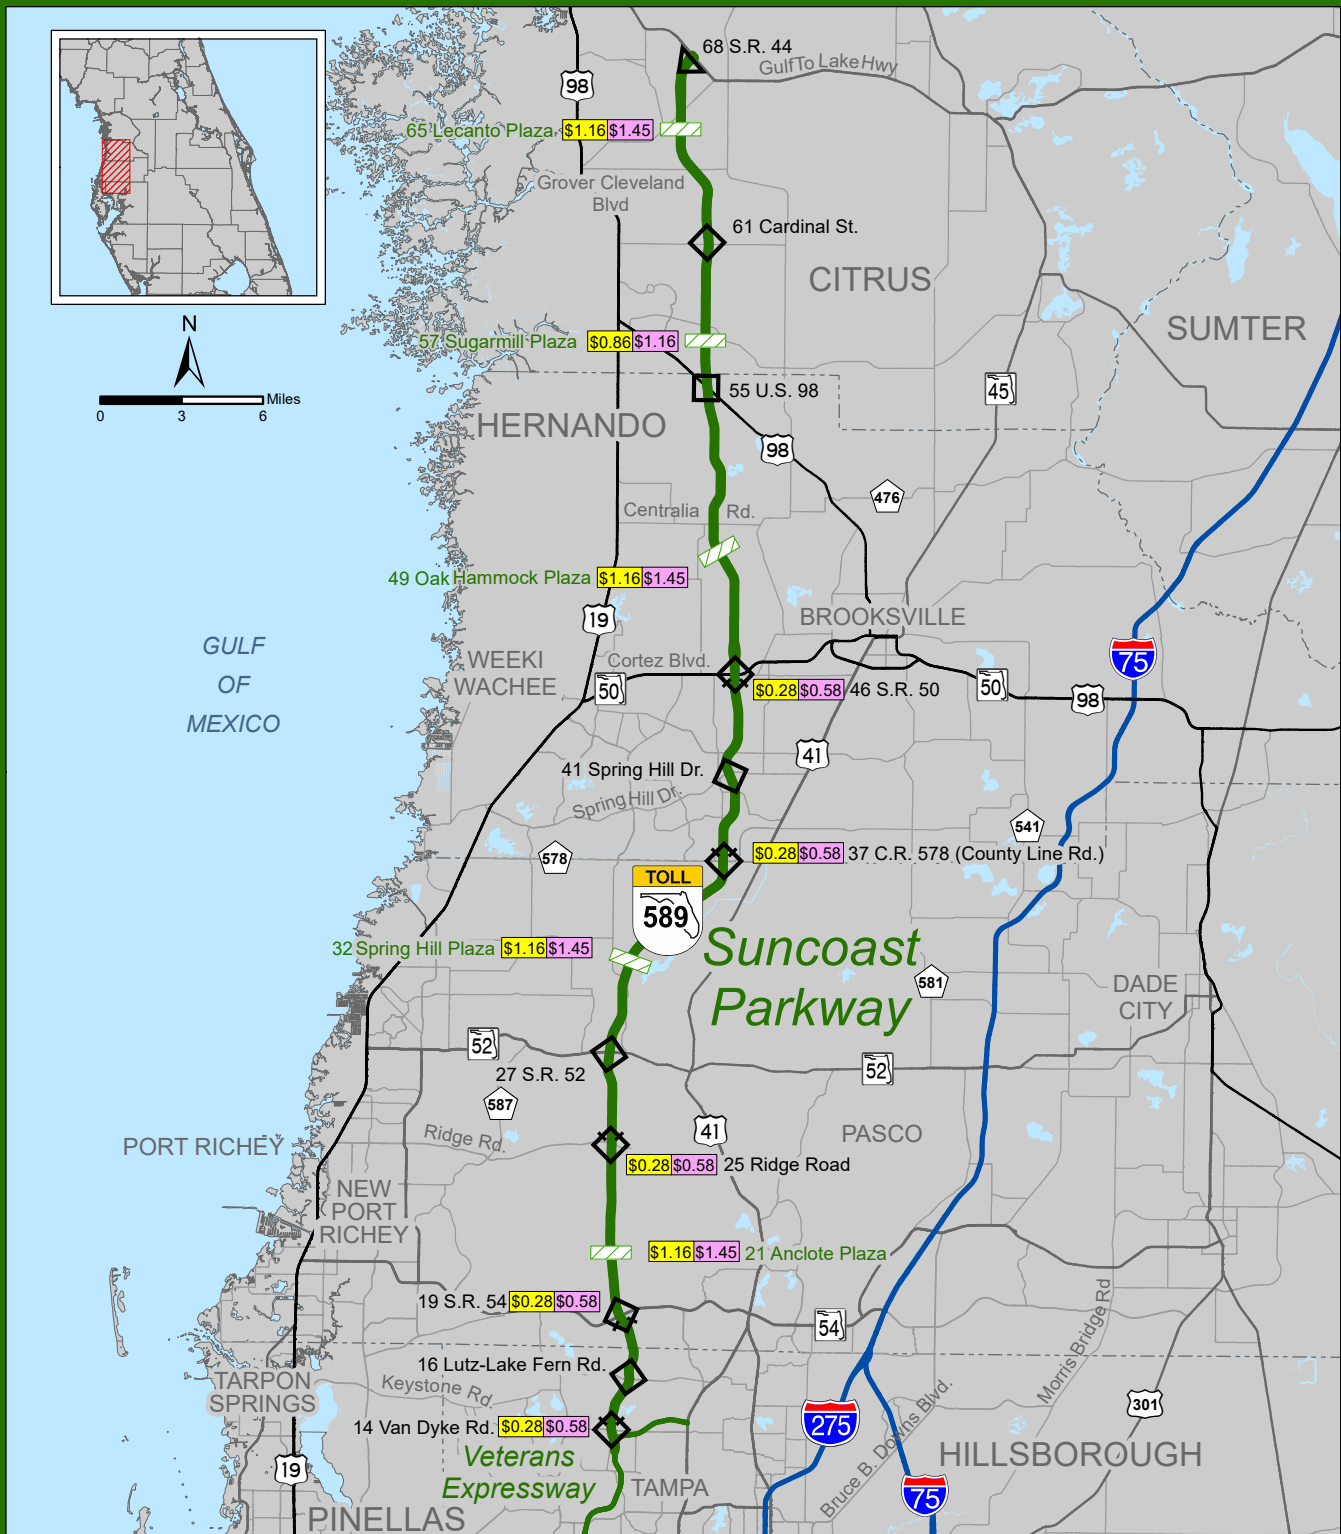 68 S.R. 44
Gulf To Lake Hwy
98
65 Lecanto Plaza $1.16 $1.45
Grover Cleveland
Blvd
61 Cardinal St.
CITRUS
N
SUMTER
57 Sugarmill Plaza $0.86 $1.16
Miles
0 3 6
55 U.S. 98
45
HERNANDO
98
476
Centralia Rd.
49 Oak Hammock Plaza $1.16 $1.45
19
BROOKSVILLE
GULF
OF
MEXICO
WEEKI
WACHEE
Cortez Blvd.
75
50
$0.28 $0.58 46 S.R. 50
50
98
41
41 Spring Hill Dr.
Spring Hill Dr.
541
578
$0.28 $0.58 37 C.R. 578 (County Line Rd.)
TOLL
589
32 Spring Hill Plaza $1.16 $1.45
Suncoast
Parkway
581
DADE
CITY
52
27 S.R. 52
52
587
Ridge Rd.
41
PASCO
PORT RICHEY
$0.28 $0.58 25 Ridge Road
NEW
PORT
RICHEY
$1.16 $1.45 21 Anclote Plaza
19 S.R. 54 $0.28 $0.58
54
Morris Bridge Rd
16 Lutz-Lake Fern Rd.
TARPON
SPRINGS
Keystone Rd.
Bruce B. Downs Blvd.
301
275
14 Van Dyke Rd. $0.28 $0.58
HILLSBOROUGH
Veterans
Expressway
19
TAMPA
75
PINELLAS